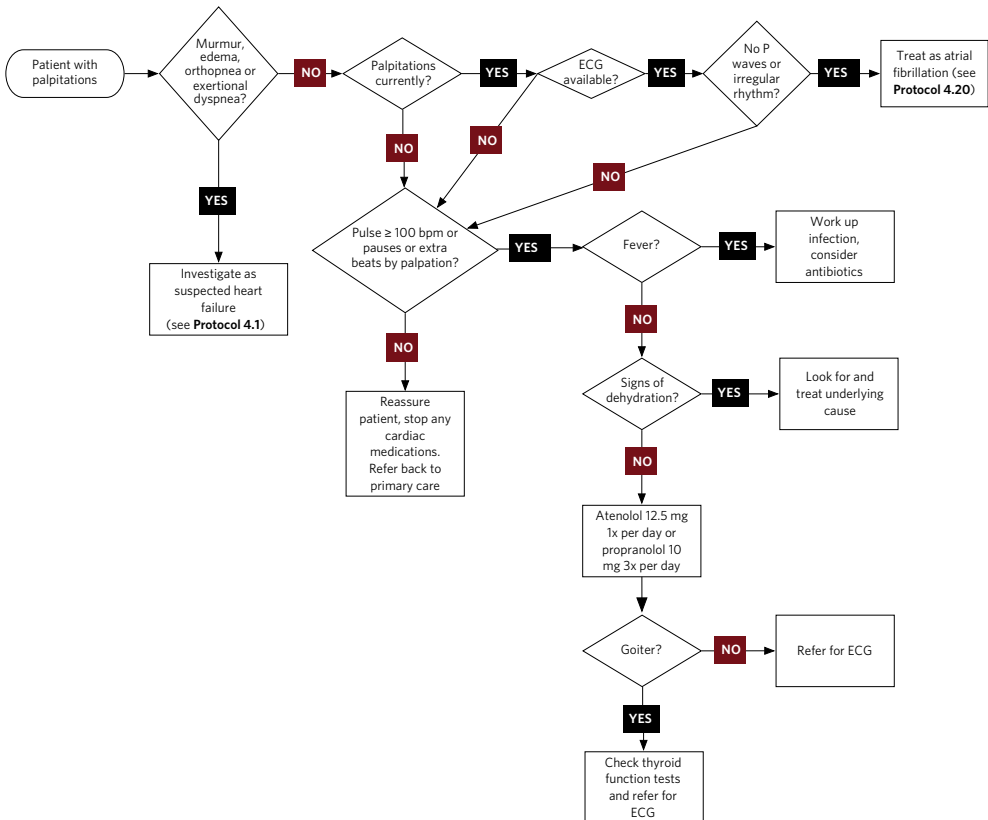 Patient with
palpitations
Murmur,
edema,
orthopnea or
exertional
dyspnea?
NO
Palpitations
currently?
YES
ECG
available?
YES
No P
waves or
irregular
rhythm?
YES
Treat as atrial
fibrillation (see
Protocol 4.20)
YES
NO
NO
NO
Investigate as
suspected heart
failure
(see Protocol 4.1)
Pulse ≥ 100 bpm or
pauses or extra
beats by palpation?
YES
Fever?
YES
Work up
infection,
consider
antibiotics
NO
NO
Reassure
patient, stop any
cardiac
medications.
Refer back to
primary care
Signs of
dehydration?
YES
Look for and
treat underlying
cause
NO
Atenolol 12.5 mg
1x per day or
propranolol 10
mg 3x per day
Goiter?
NO
Refer for ECG
YES
Check thyroid
function tests
and refer for
ECG